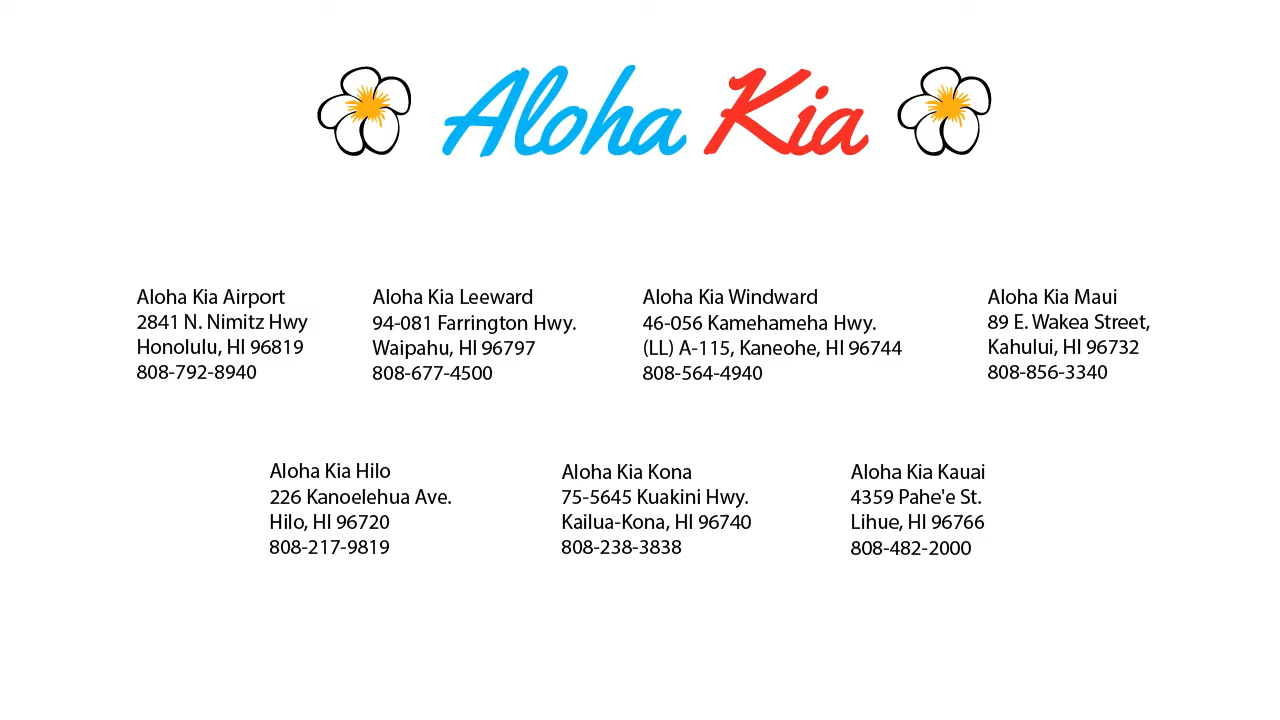 Aloha Kia
Aloha Kia Airport
2841 N. Nimitz Hwy
Honolulu, HI 96819
808-792-8940
Aloha Kia Leeward
94-081 Farrington Hwy.
Waipahu, HI 96797
808-677-4500
Aloha Kia Windward
46-056 Kamehameha Hwy.
(LL) A-115, Kaneohe, HI 96744
808-564-4940
Aloha Kia Maui
89 E. Wakea Street,
Kahului, HI 96732
808-856-3340
Aloha Kia Hilo
226 Kanoelehua Ave.
Hilo, HI 96720
808-217-9819
Aloha Kia Kona
75-5645 Kuakini Hwy.
Kailua-Kona, HI 96740
808-238-3838
Aloha Kia Kauai
4359 Pahe'e St.
Lihue, HI 96766
808-482-2000